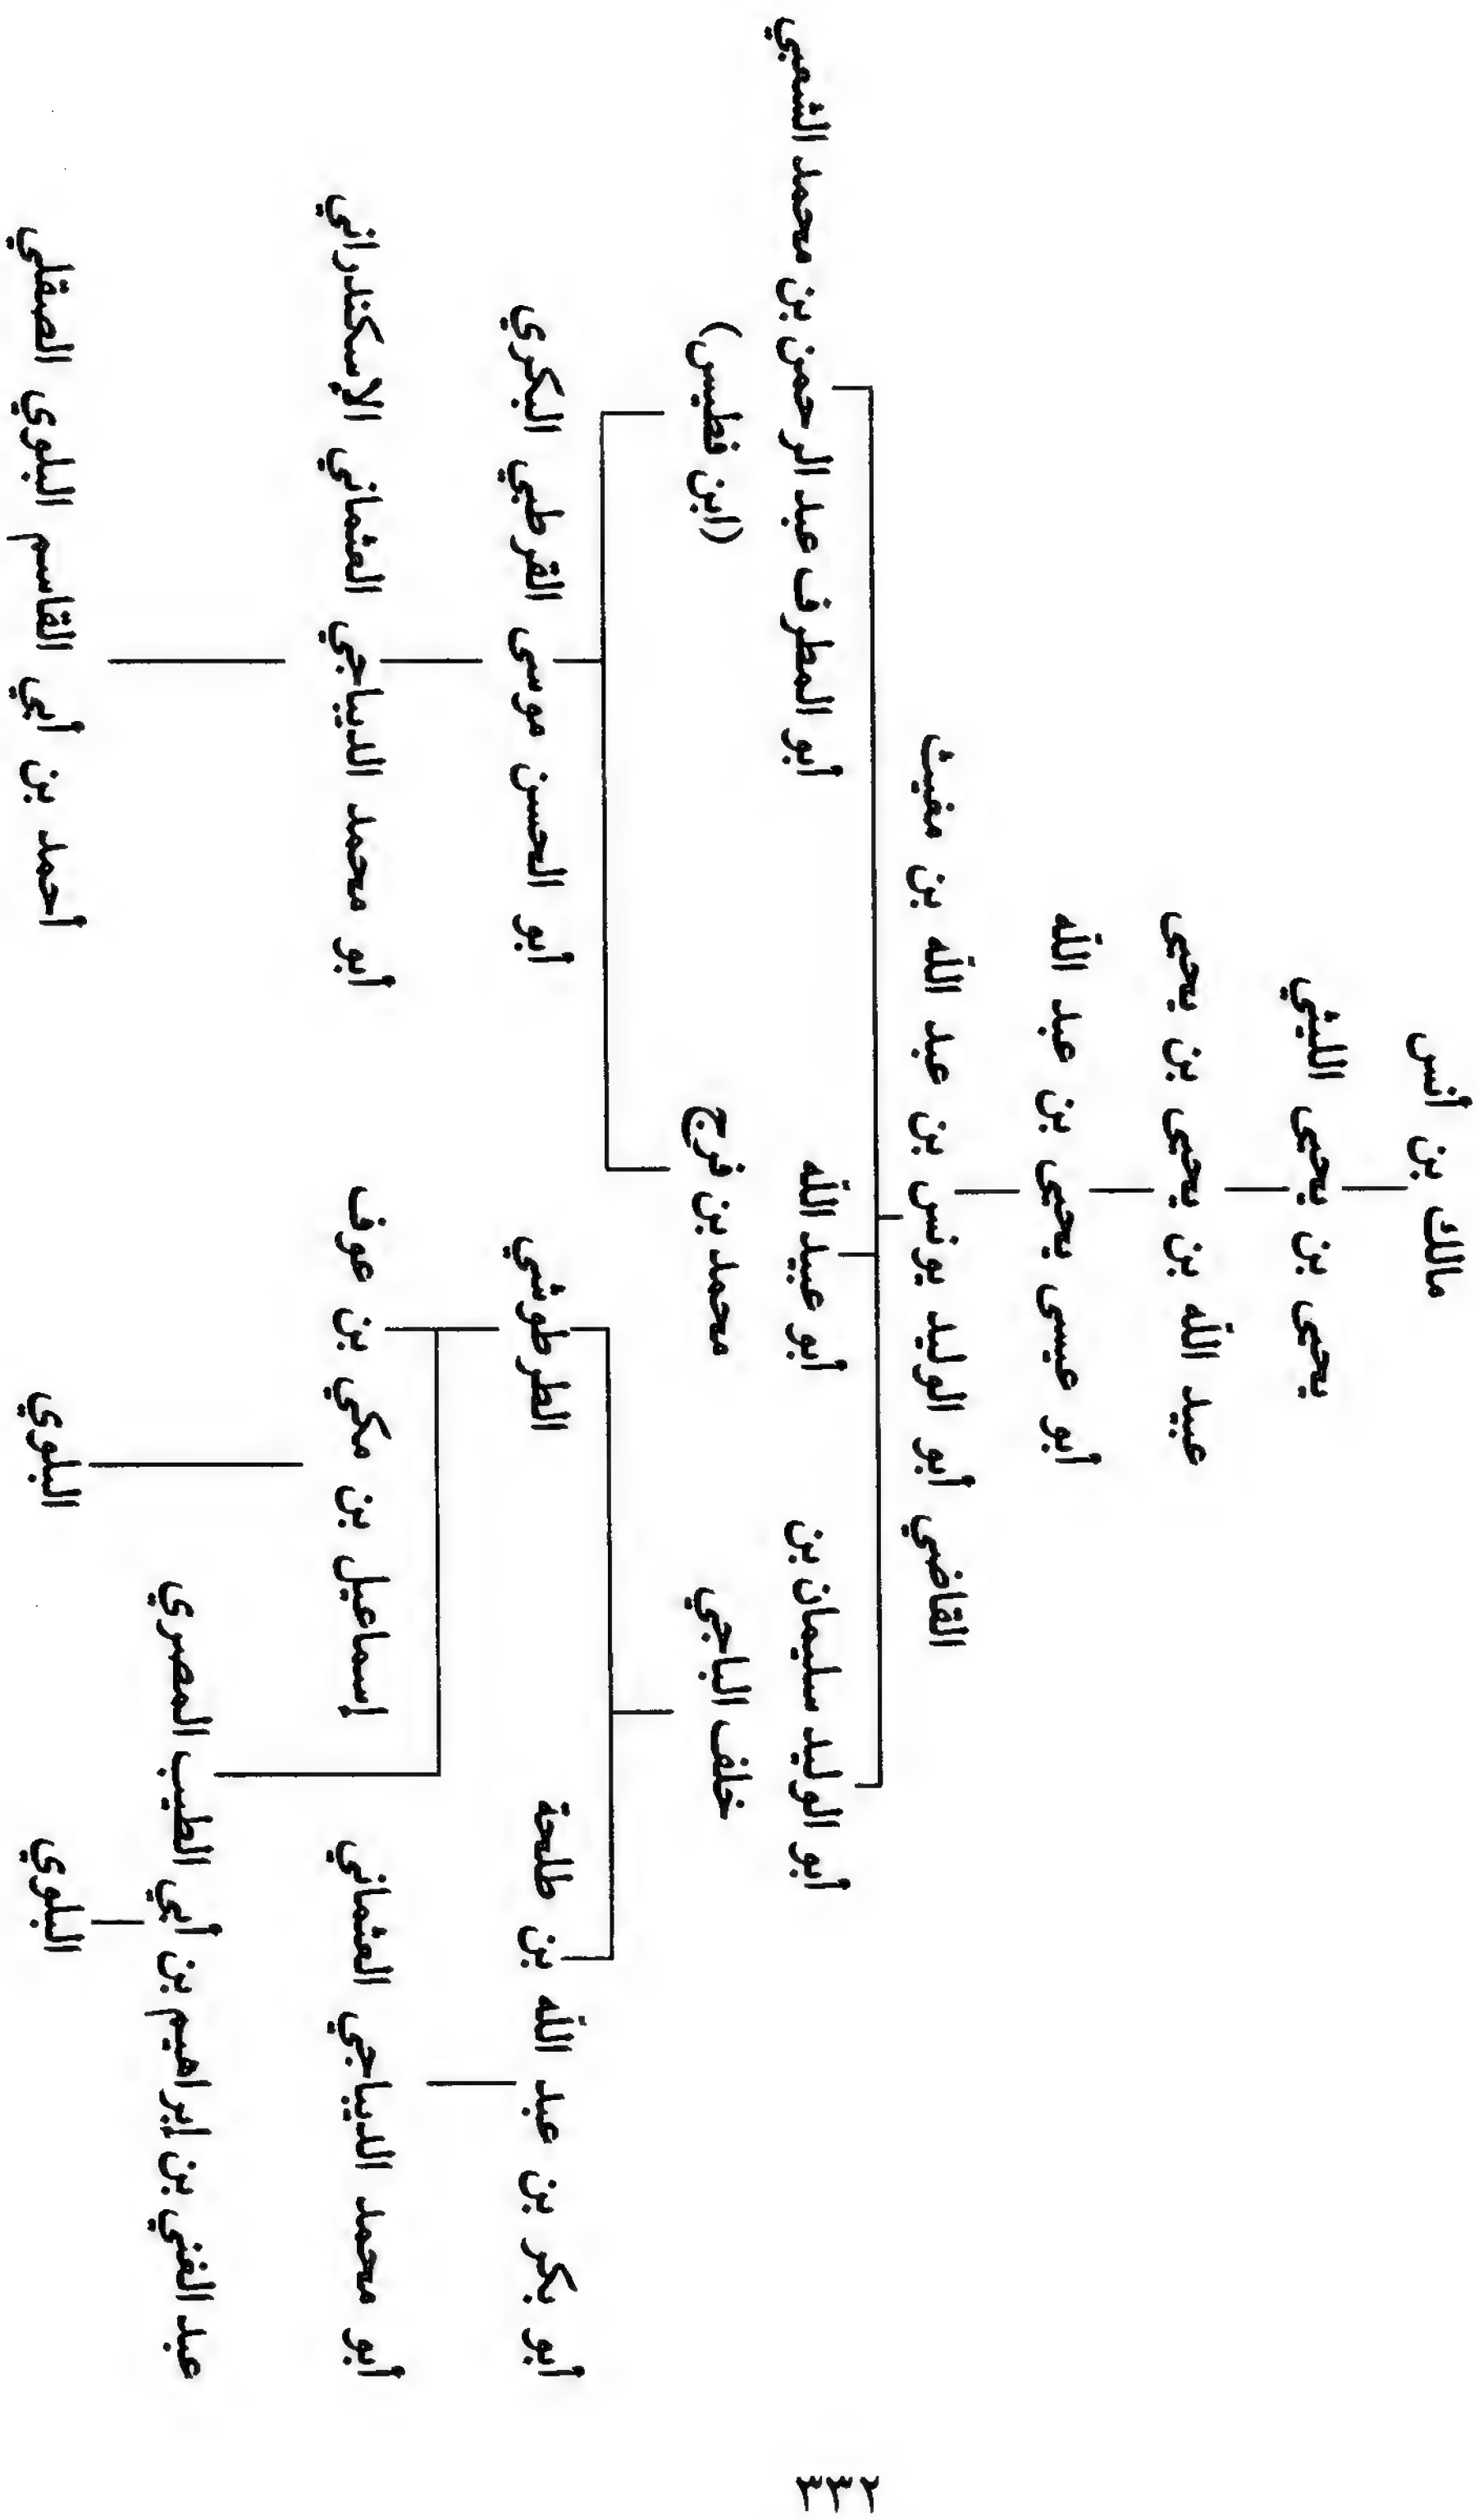 مالك بن أنس
يحيى بن يحيى الليثي
عبيد الله بن يحيى بن يحيى
أبو عيسى يحيى بن عبد الله
القاضي أبو الوليد يونس بن عبد الله بن مغيث
أبو الوليد سليمان بن
خلف الباجي
أبو عبيد الله
محمد بن فرج
أبو المطرف عبد الرحمن بن محمد الشعبي
(ابن فطيس)
أبو بكر بن عبد الله بن طلحة
الطرطوشي
أبو الحسن موسى القرطبي البكري
أبو محمد الديباجي العثماني
إسماعيل بن مكي بن عوف
أبو محمد الديباجي العثماني الإسكندراني
عبد الغني بن إبراهيم بن أبي الطيب المصري
البلوي
البلوي
أحمد بن أبي القاسم البلوي الصقلي
٢٣٣